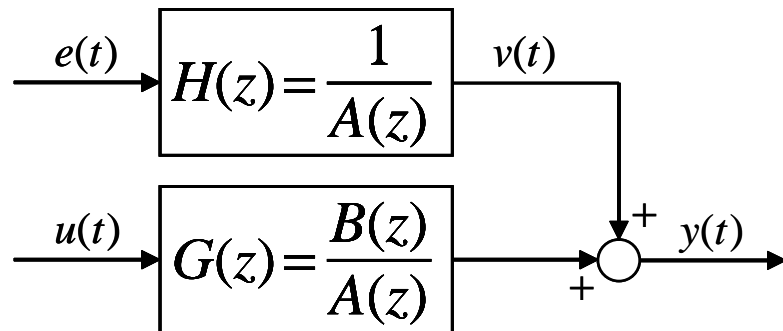 e(t)
H(z) = 1/A(z)
v(t)
+
u(t)
G(z) = B(z)/A(z)
+
y(t)